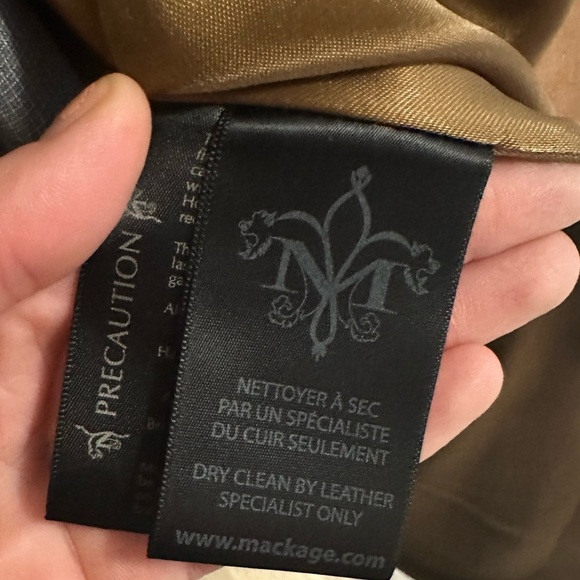 PRECAUTION
M
NETTOYER À SEC
PAR UN SPÉCIALISTE
DU CUIR SEULEMENT
DRY CLEAN BY LEATHER
SPECIALIST ONLY
www.mackage.com